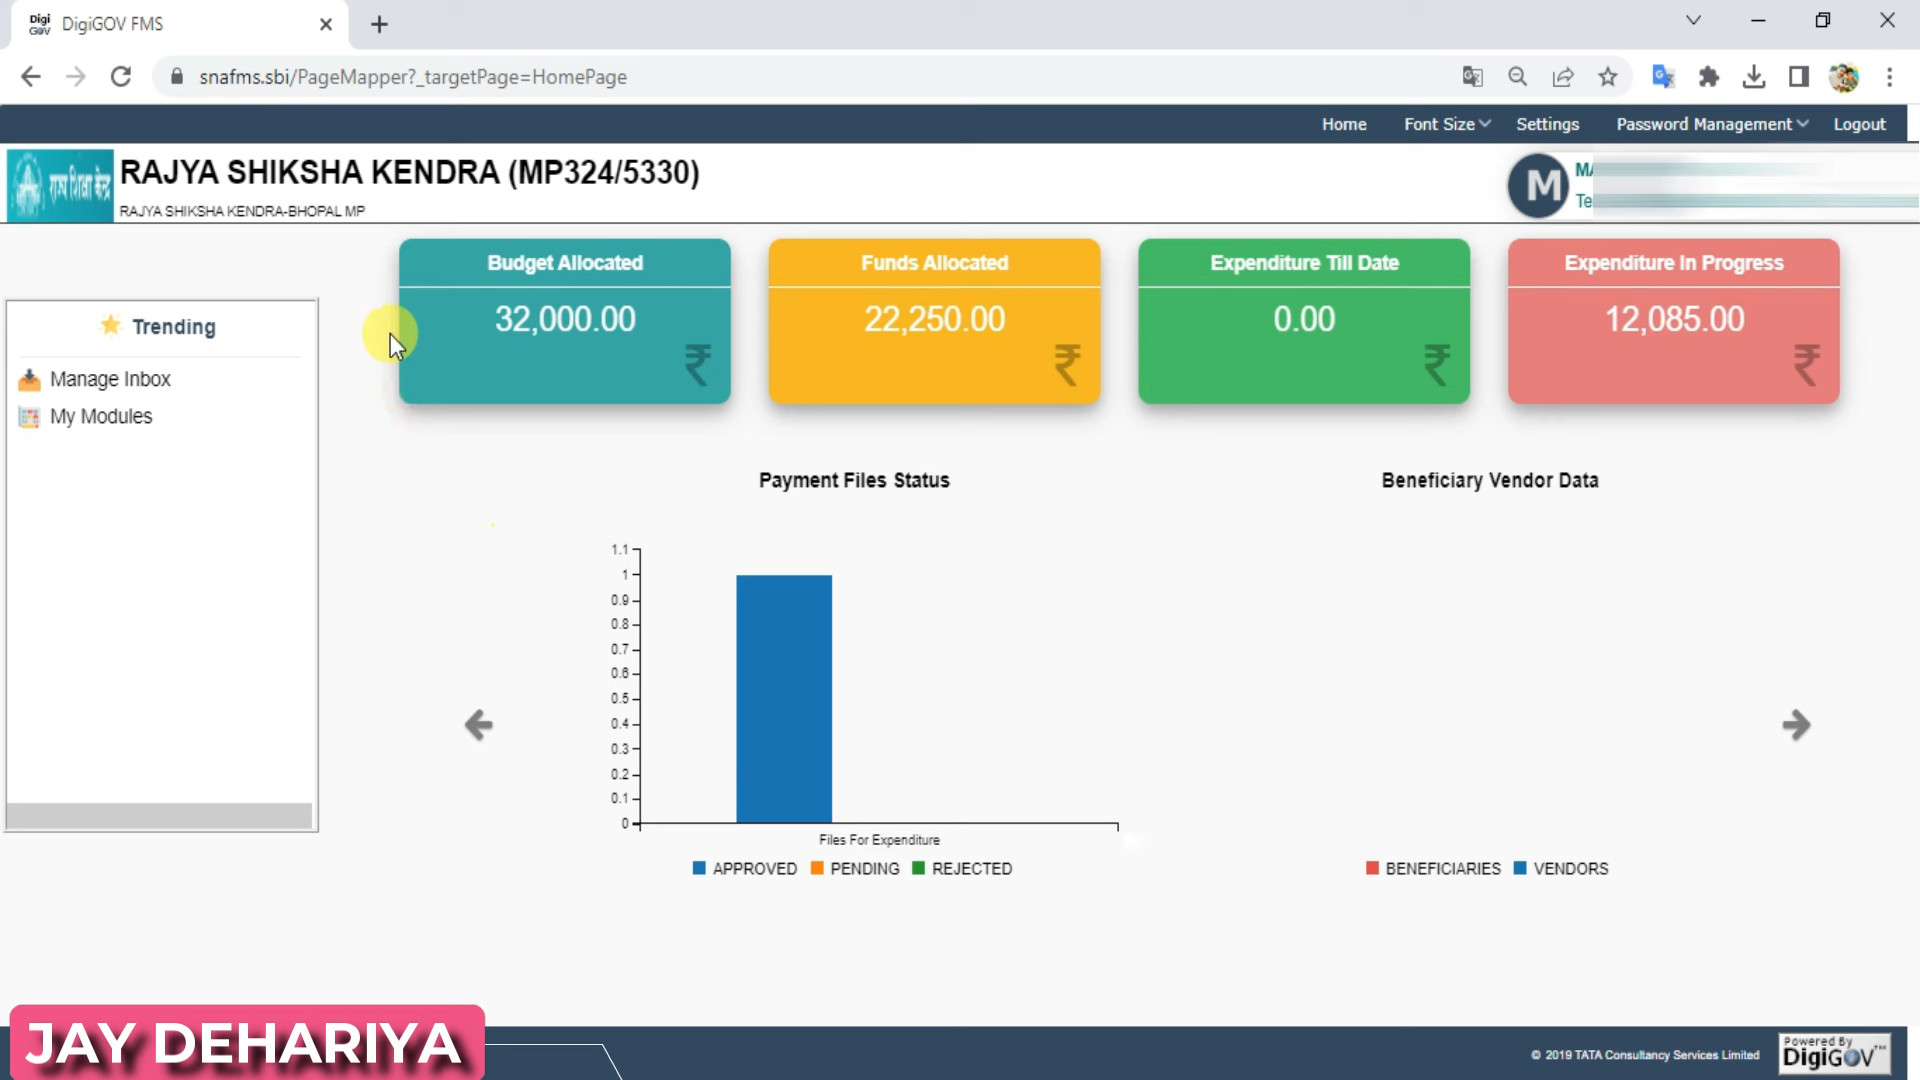 Digi
GOV
DigiGOV FMS
snafms.sbi/PageMapper?_targetPage=HomePage
Home
Font Size
Settings
Password Management
Logout
राज्य शिक्षा केन्द्र
RAJYA SHIKSHA KENDRA (MP324/5330)
RAJYA SHIKSHA KENDRA-BHOPAL MP
M
Trending
Manage Inbox
My Modules
Budget Allocated
32,000.00
₹
Funds Allocated
22,250.00
₹
Expenditure Till Date
0.00
₹
Expenditure In Progress
12,085.00
₹
Payment Files Status
1.1
1
0.9
0.8
0.7
0.6
0.5
0.4
0.3
0.2
0.1
0
Files For Expenditure
APPROVED PENDING REJECTED
Beneficiary Vendor Data
BENEFICIARIES VENDORS
JAY DEHARIYA
© 2019 TATA Consultancy Services Limited
Powered By
DigiGOV™